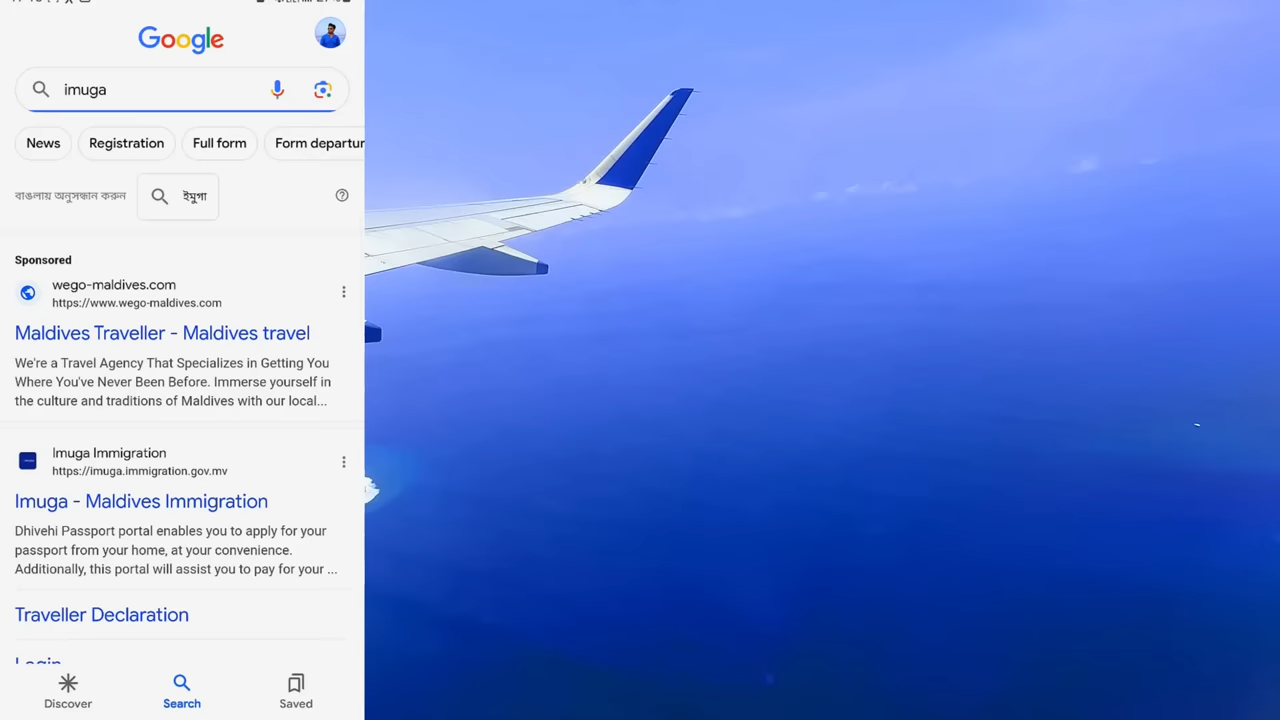 Google
imuga
News
Registration
Full form
Form departur
বাঙলায় অনুসন্ধান করুন
ইমুগা
Sponsored
wego-maldives.com
https://www.wego-maldives.com
Maldives Traveller - Maldives travel
We're a Travel Agency That Specializes in Getting You
Where You've Never Been Before. Immerse yourself in
the culture and traditions of Maldives with our local...
Imuga Immigration
https://imuga.immigration.gov.mv
Imuga - Maldives Immigration
Dhivehi Passport portal enables you to apply for your
passport from your home, at your convenience.
Additionally, this portal will assist you to pay for your ...
Traveller Declaration
Login
Discover
Search
Saved